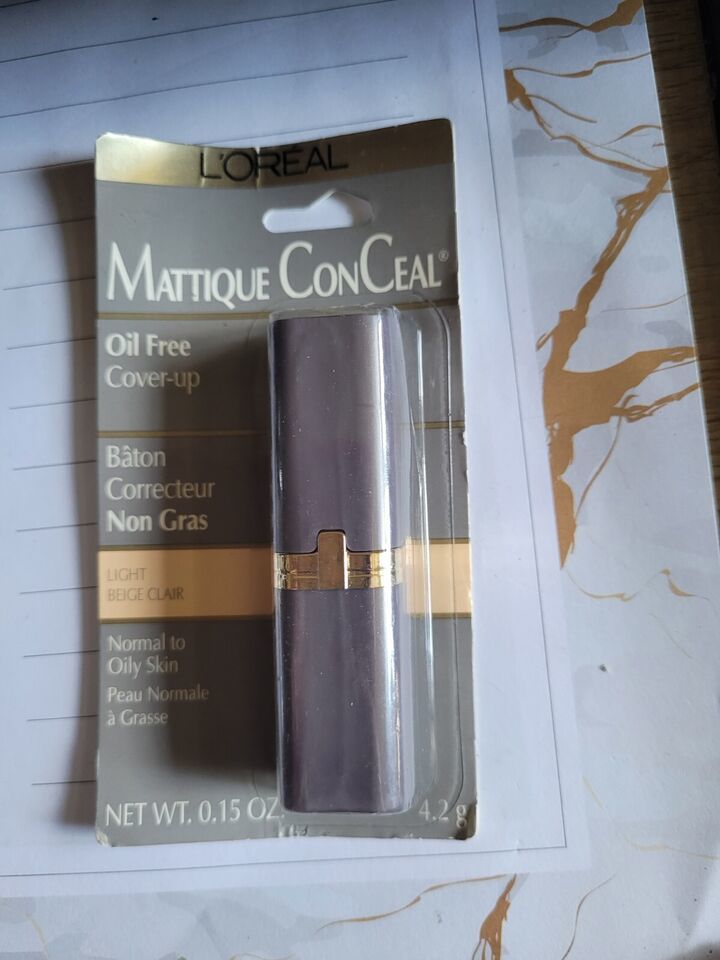 L'ORÉAL
MATTIQUE CONCEAL®
Oil Free
Cover-up
Bâton
Correcteur
Non Gras
LIGHT
BEIGE CLAIR
Normal to
Oily Skin
Peau Normale
à Grasse
NET WT. 0.15 OZ. 4.2 g